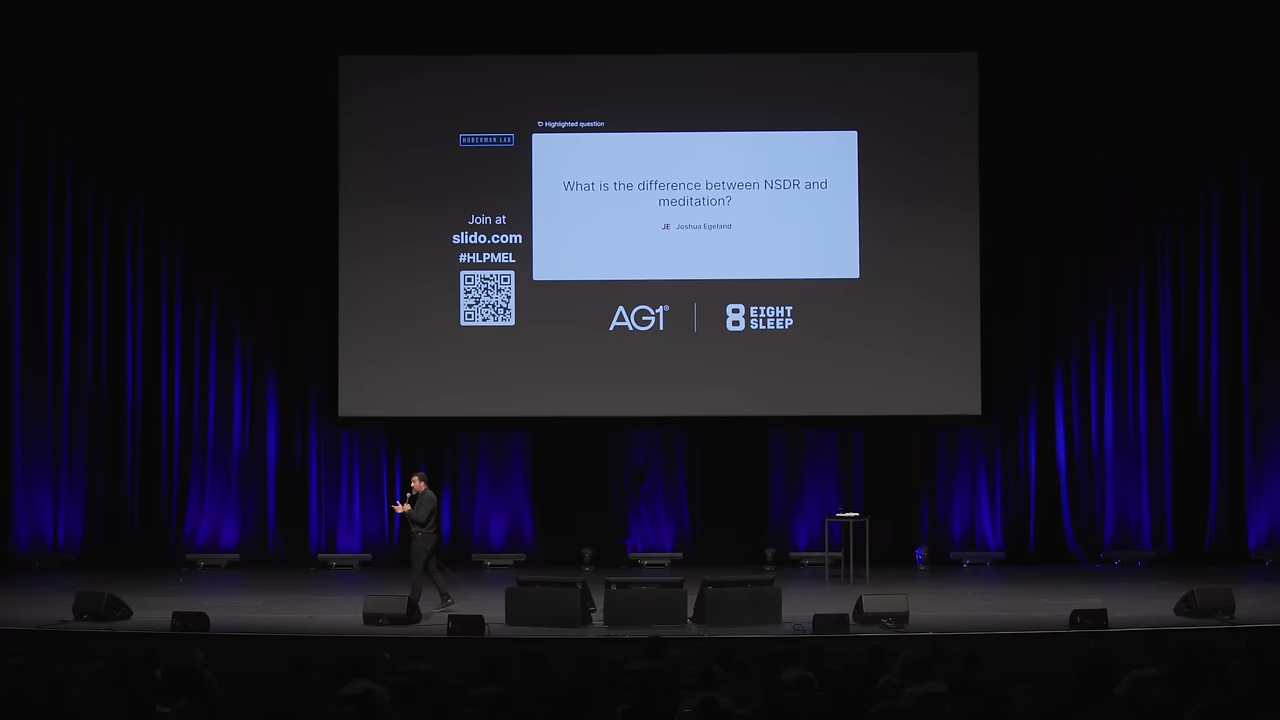 HUBERMAN LAB
Join at
slido.com
#HLPMEL
Highlighted question
What is the difference between NSDR and
meditation?
JE Joshua Egeland
AG1®
8 EIGHT
SLEEP